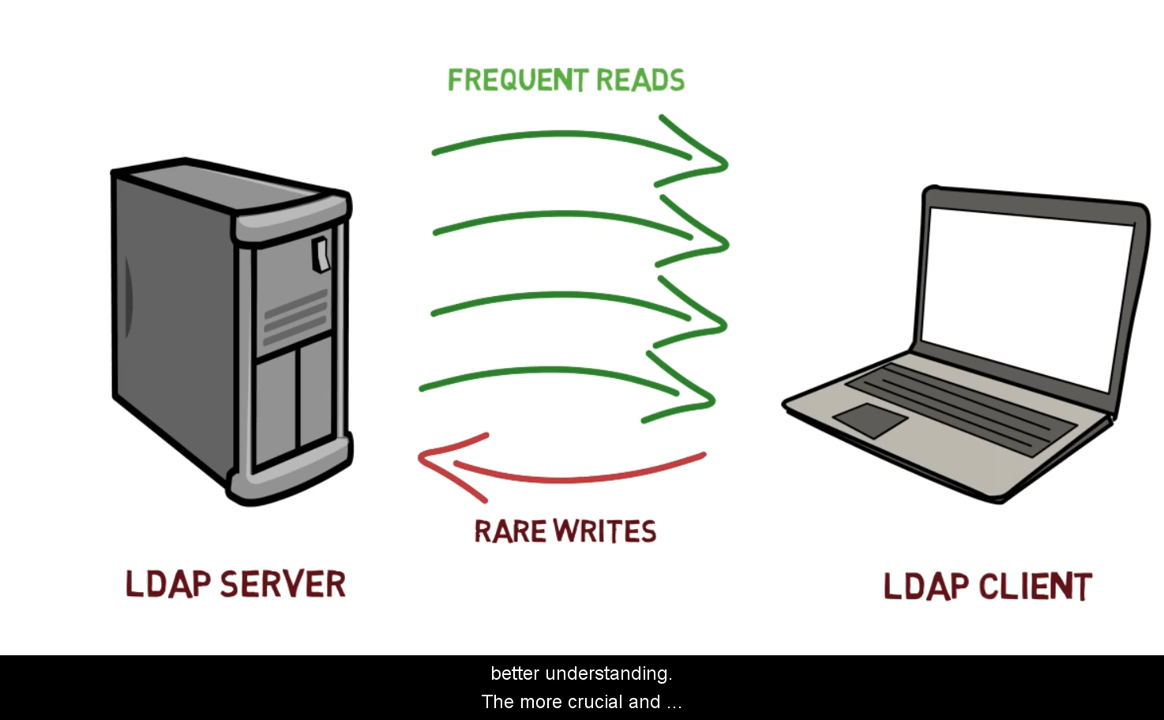 FREQUENT READS
RARE WRITES
LDAP SERVER
LDAP CLIENT
better understanding.
The more crucial and ...